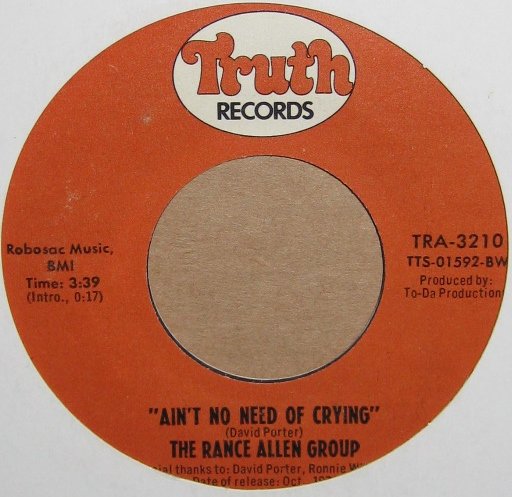 Truth
RECORDS
Robosac Music,
BMI
Time: 3:39
(Intro., 0:17)
TRA-3210
TTS-01592-BW
Produced by:
To-Da Production
"AIN'T NO NEED OF CRYING"
(David Porter)
THE RANCE ALLEN GROUP
thanks to: David Porter, Ronnie
Date of release: Oct.